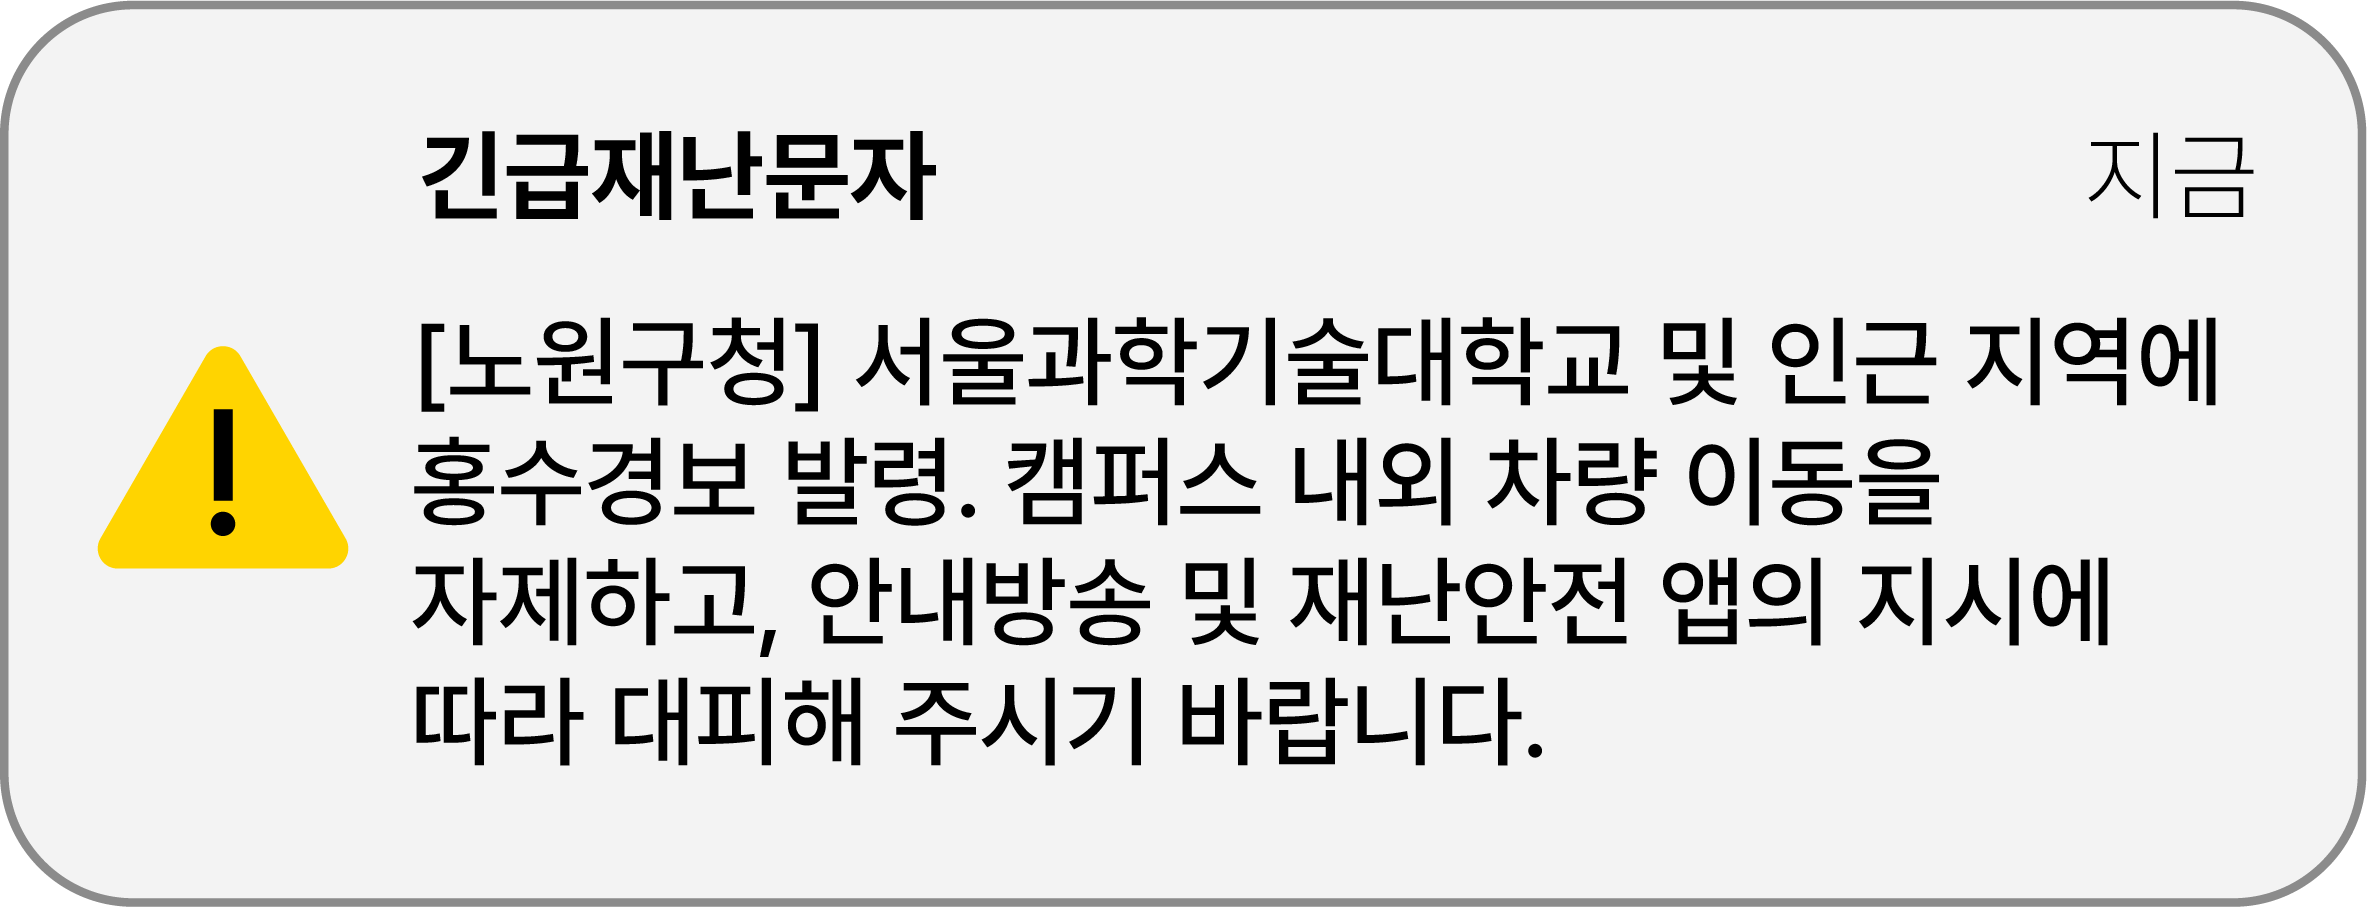 긴급재난문자 지금
[노원구청] 서울과학기술대학교 및 인근 지역에
홍수경보 발령. 캠퍼스 내외 차량 이동을
자제하고, 안내방송 및 재난안전 앱의 지시에
따라 대피해 주시기 바랍니다.